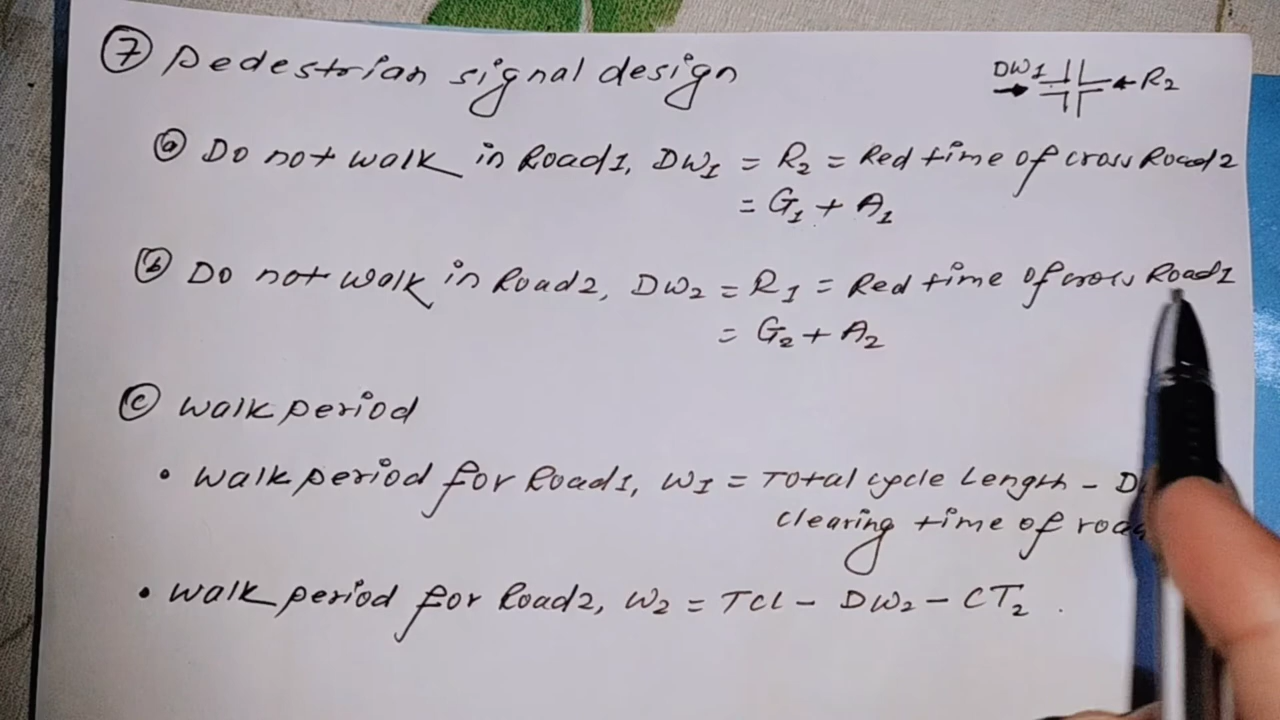 7 Pedestrian signal design
DW1 R2
a Do not walk in Road1, DW1 = R2 = Red time of cross Road2
= G1 + A1
b Do not walk in Road2, DW2 = R1 = Red time of cross Road1
= G2 + A2
c Walk period
• Walk period for Road1, W1 = Total cycle Length - D
clearing time of road
• Walk period for Road2, W2 = TCL - DW2 - CT2.